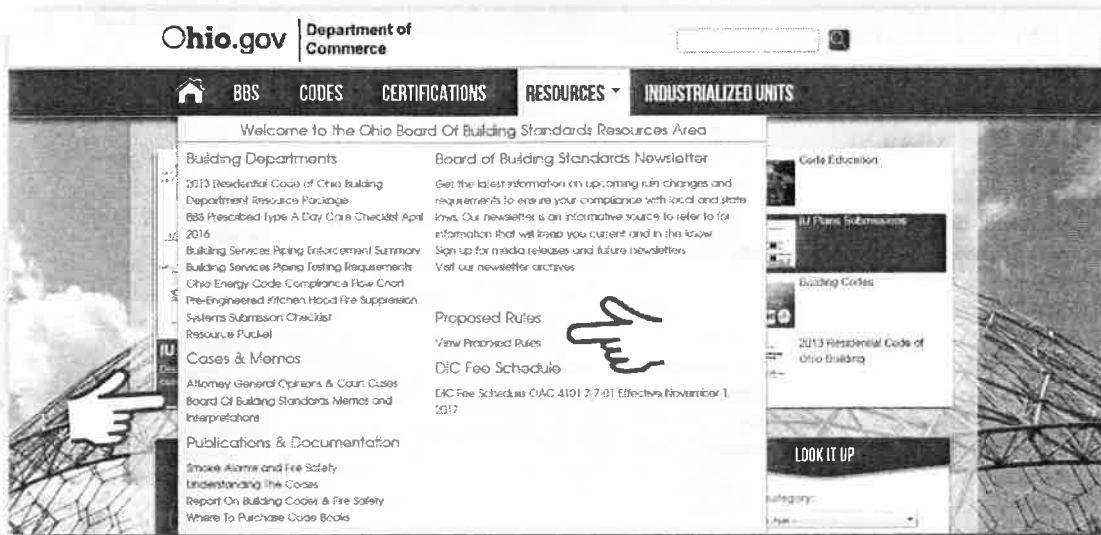 Ohio.gov
Department of
Commerce
BBS
CODES
CERTIFICATIONS
RESOURCES
INDUSTRIALIZED UNITS
Welcome to the Ohio Board Of Building Standards Resources Area
Building Departments
2013 Residential Code of Ohio Building
Department Resource Package
BBS Prescribed Type A Day Care Checklist April
2016
Building Services Piping Enforcement Summary
Building Services Piping Testing Requirements
Ohio Energy Code Compliance Flow Chart
Pre-Engineered Kitchen Hood Fire Suppression
Systems Submission Checklist
Resource Packet
Cases & Memos
Attorney General Opinions & Court Cases
Board Of Building Standards Memos and
Interpretations
Publications & Documentation
Smoke Alarms and Fire Safety
Understanding The Codes
Report On Building Codes & Fire Safety
Where To Purchase Code Books
Board of Building Standards Newsletter
Get the latest information on upcoming rule changes and
requirements to ensure your compliance with local and state
laws. Our newsletter is an informative source to refer to for
information that will keep you current and in the know.
Sign up for media releases and future newsletters
Visit our newsletter archives
Proposed Rules
View Proposed Rules
DIC Fee Schedule
DIC Fee Schedule OAC 4101:7-7-01 Effective November 1,
2017
Code Education
IU Plans Submissions
Building Codes
2013 Residential Code of
Ohio Building
IU
LOOK IT UP